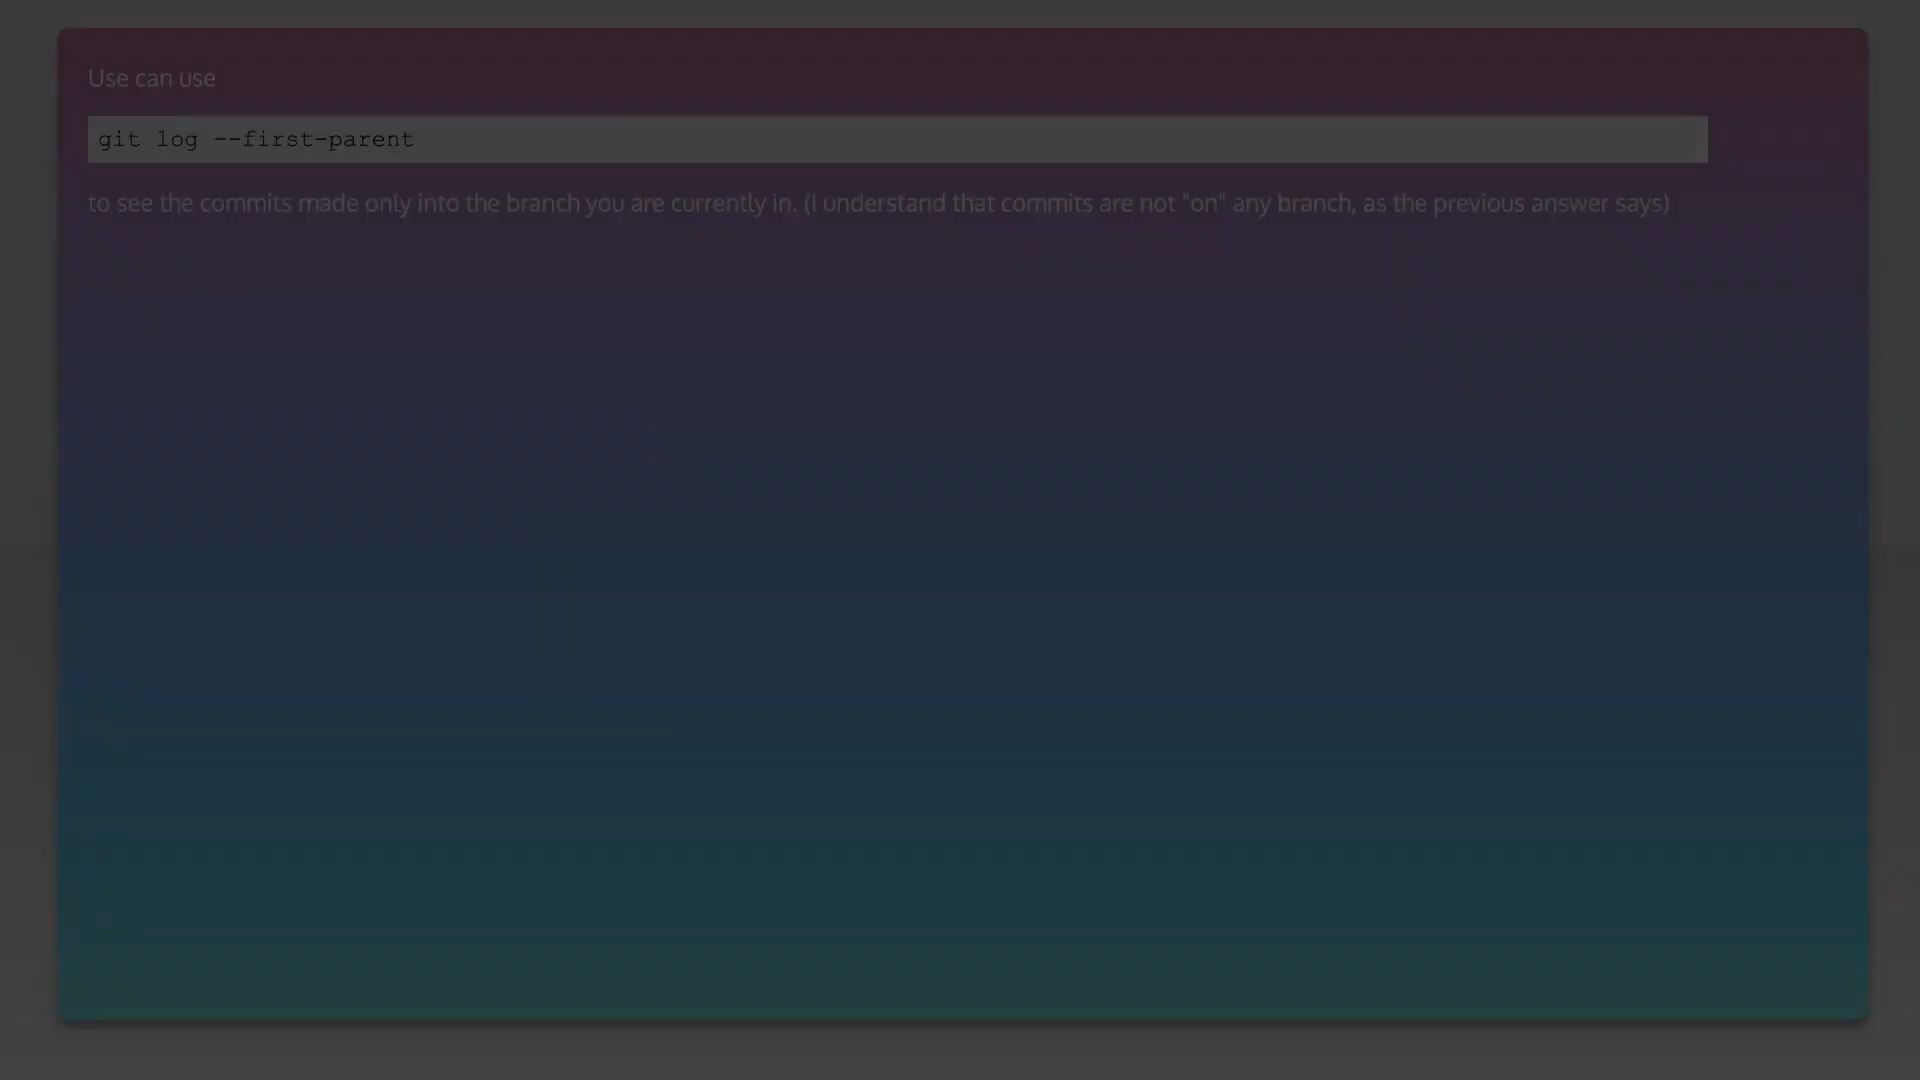 Use can use
git log --first-parent
to see the commits made only into the branch you are currently in. (I understand that commits are not "on" any branch, as the previous answer says)